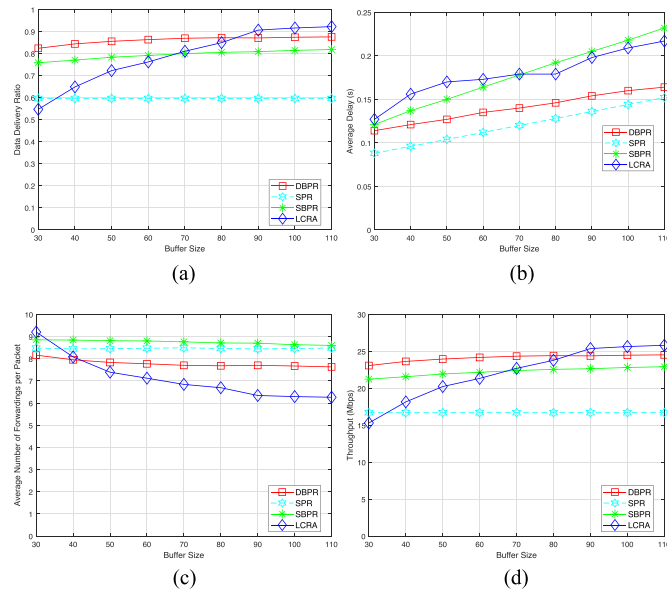 1
0.9
0.8
0.7
0.6
0.5
0.4
0.3
0.2
0.1
0
Data Delivery Ratio
DBPR
SPR
SBPR
LCRA
30 40 50 60 70 80 90 100 110
Buffer Size
(a)
0.25
0.2
0.15
0.1
0.05
0
Average Delay (s)
DBPR
SPR
SBPR
LCRA
30 40 50 60 70 80 90 100 110
Buffer Size
(b)
10
9
8
7
6
5
4
3
2
1
0
Average Number of Forwardings per Packet
DBPR
SPR
SBPR
LCRA
30 40 50 60 70 80 90 100 110
Buffer Size
(c)
30
25
20
15
10
5
0
Throughput (Mbps)
DBPR
SPR
SBPR
LCRA
30 40 50 60 70 80 90 100 110
Buffer Size
(d)